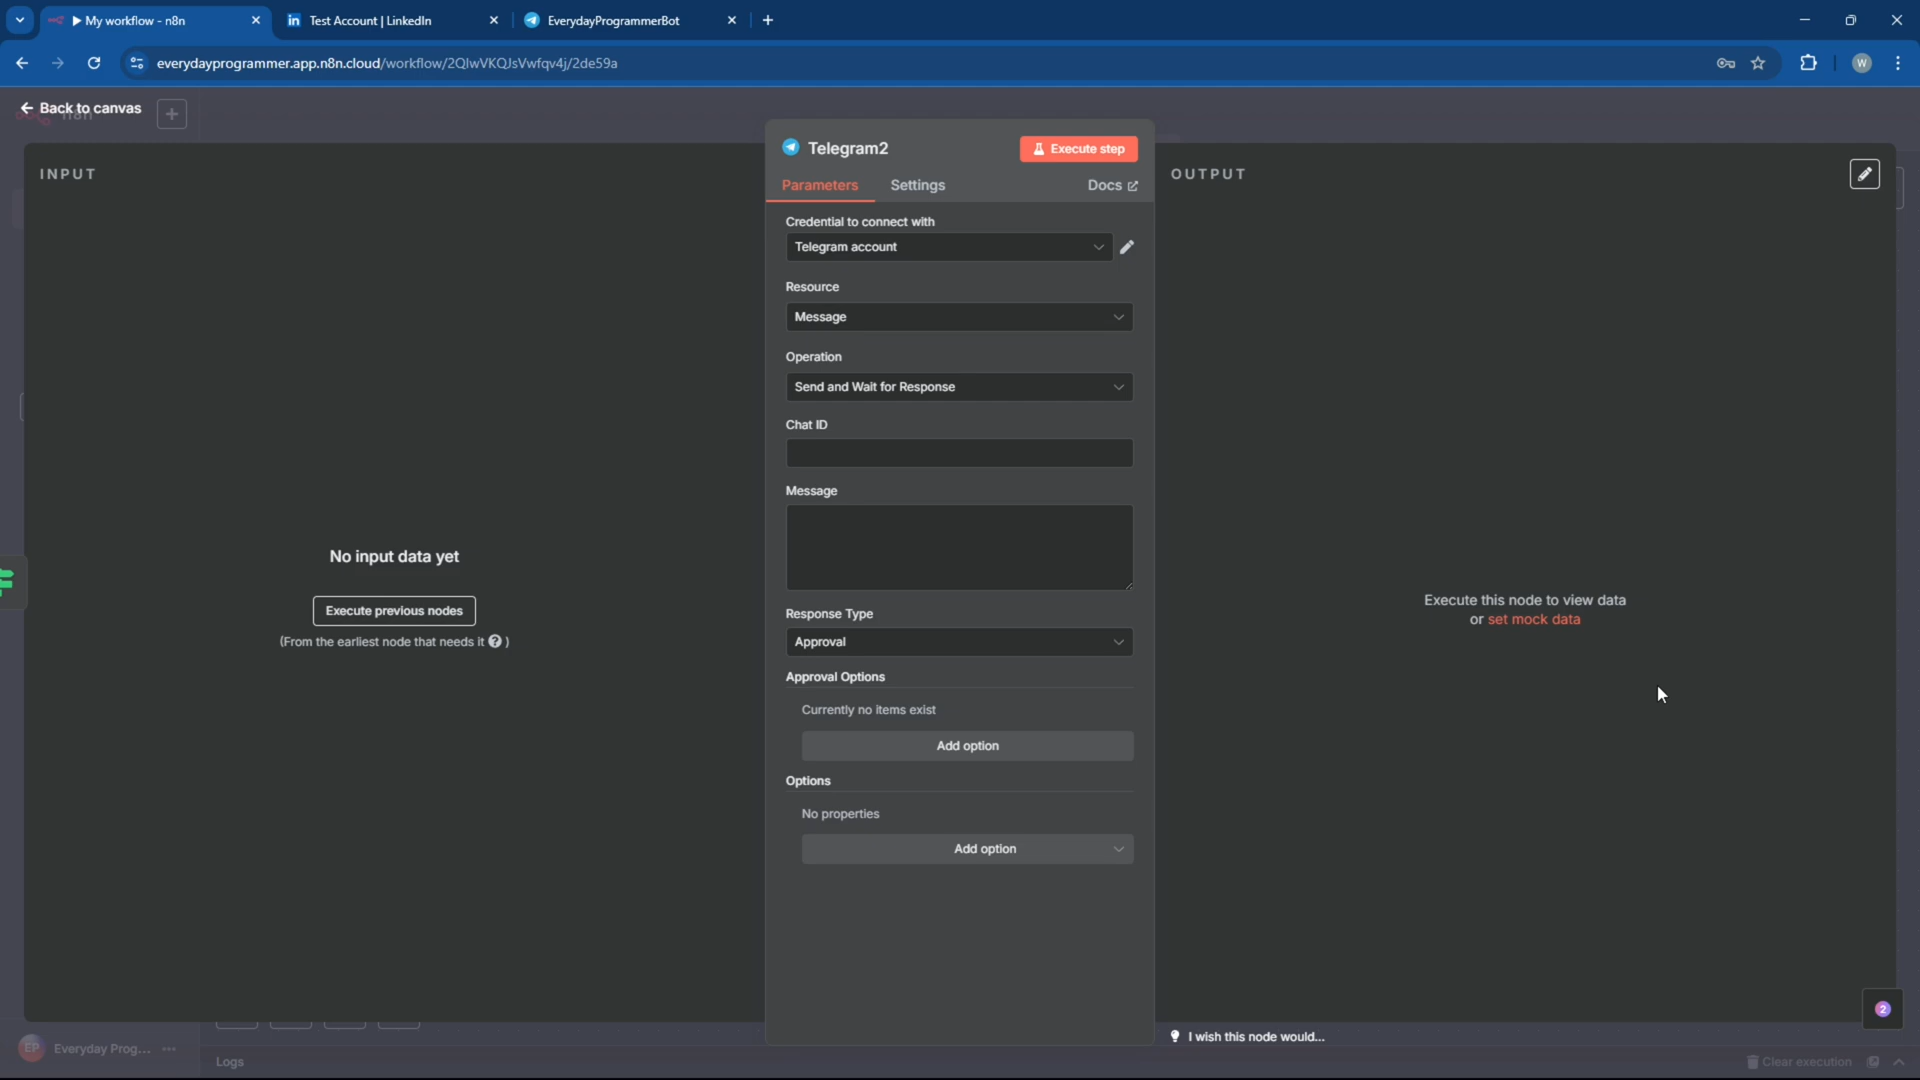 My workflow - n8n
Test Account | LinkedIn
EverydayProgrammerBot
everydayprogrammer.app.n8n.cloud/workflow/2QlwVKQJsVwfqv4j/2de59a
W
Back to canvas
n8n
INPUT
Telegram2
Execute step
Parameters
Settings
Docs
OUTPUT
Credential to connect with
Telegram account
Resource
Message
Operation
Send and Wait for Response
Chat ID
Message
No input data yet
Execute previous nodes
(From the earliest node that needs it ? )
Execute this node to view data
or set mock data
Response Type
Approval
Approval Options
Currently no items exist
Add option
Options
No properties
Add option
2
I wish this node would...
EP
Everyday Prog...
Logs
Clear execution